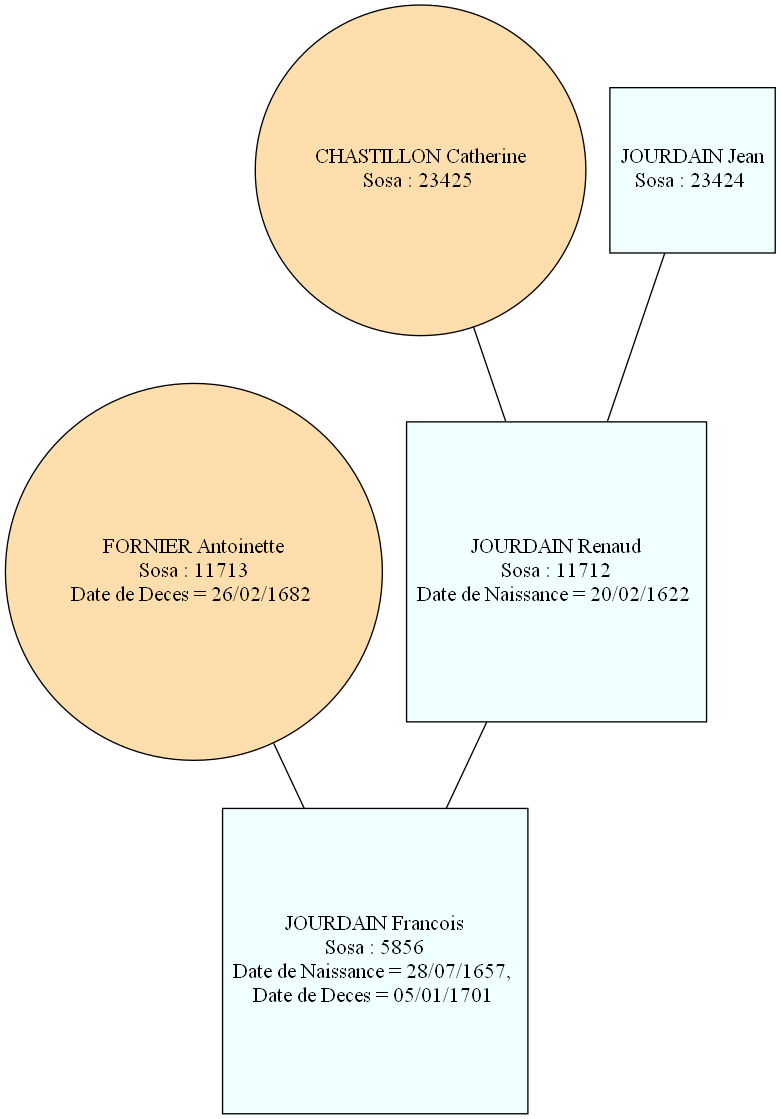 CHASTILLON Catherine
Sosa : 23425
JOURDAIN Jean
Sosa : 23424
FORNIER Antoinette
Sosa : 11713
Date de Deces = 26/02/1682
JOURDAIN Renaud
Sosa : 11712
Date de Naissance = 20/02/1622
JOURDAIN Francois
Sosa : 5856
Date de Naissance = 28/07/1657,
Date de Deces = 05/01/1701